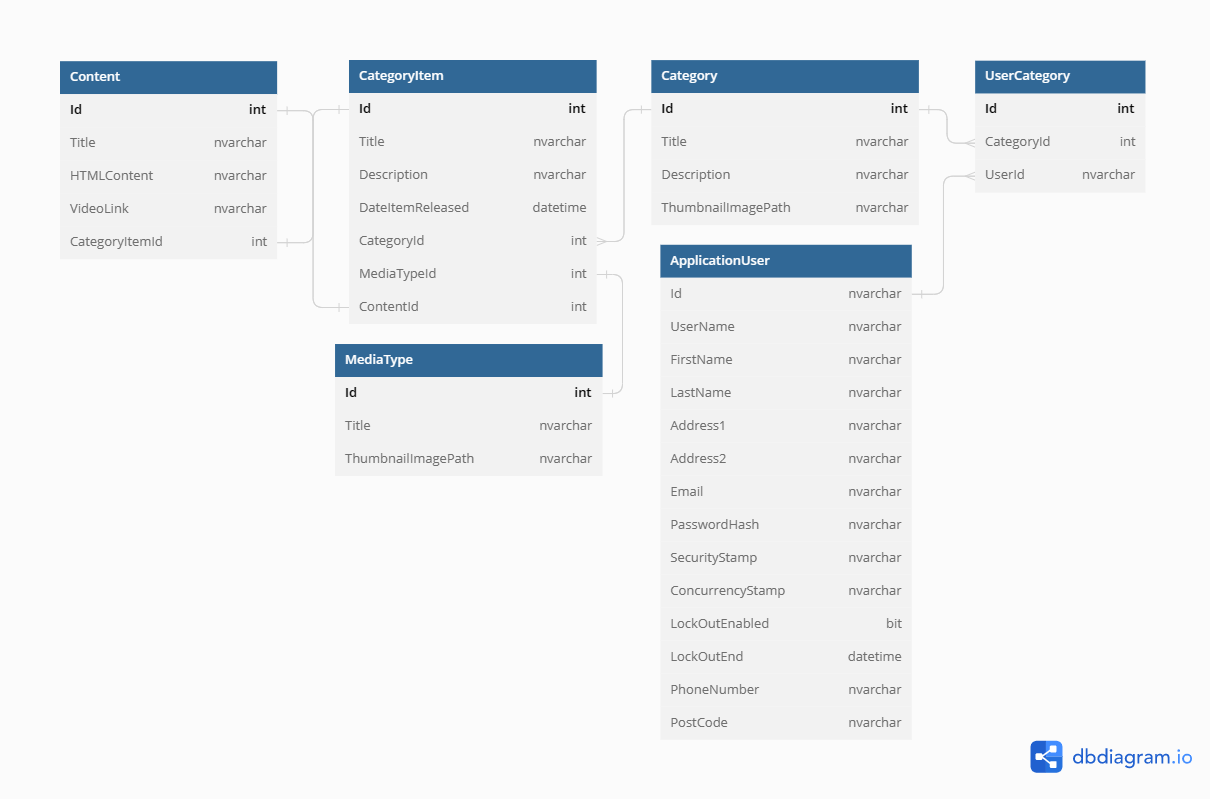 Content
Id int
Title nvarchar
HTMLContent nvarchar
VideoLink nvarchar
CategoryItemId int
CategoryItem
Id int
Title nvarchar
Description nvarchar
DateItemReleased datetime
CategoryId int
MediaTypeId int
ContentId int
MediaType
Id int
Title nvarchar
ThumbnailImagePath nvarchar
Category
Id int
Title nvarchar
Description nvarchar
ThumbnailImagePath nvarchar
ApplicationUser
Id nvarchar
UserName nvarchar
FirstName nvarchar
LastName nvarchar
Address1 nvarchar
Address2 nvarchar
Email nvarchar
PasswordHash nvarchar
SecurityStamp nvarchar
ConcurrencyStamp nvarchar
LockOutEnabled bit
LockOutEnd datetime
PhoneNumber nvarchar
PostCode nvarchar
UserCategory
Id int
CategoryId int
UserId nvarchar
dbdiagram.io